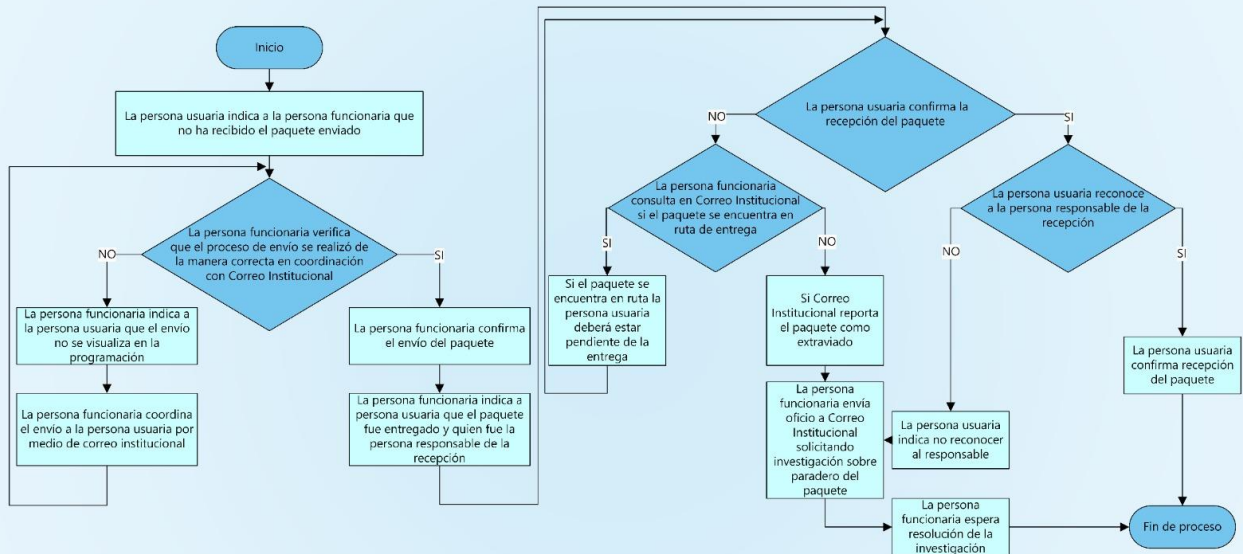 Inicio
La persona usuaria indica a la persona funcionaria que
no ha recibido el paquete enviado
La persona funcionaria verifica
que el proceso de envío se realizó de
la manera correcta en coordinación
con Correo Institucional
NO
SI
La persona funcionaria indica a
la persona usuaria que el envío
no se visualiza en la
programación
La persona funcionaria coordina
el envío a la persona usuaria por
medio de correo institucional
La persona funcionaria confirma
el envío del paquete
La persona funcionaria indica a
persona usuaria que el paquete
fue entregado y quien fue la
persona responsable de la
recepción
La persona usuaria confirma la
recepción del paquete
NO
SI
La persona funcionaria
consulta en Correo Institucional
si el paquete se encuentra en
ruta de entrega
SI
NO
Si el paquete se
encuentra en ruta la
persona usuaria
deberá estar
pendiente de la
entrega
Si Correo
Institucional reporta
el paquete como
extraviado
La persona
funcionaria envía
oficio a Correo
Institucional
solicitando
investigación sobre
paradero del
paquete
La persona usuaria reconoce
a la persona responsable de la
recepción
NO
SI
La persona usuaria
indica no reconocer
al responsable
La persona usuaria
confirma recepción
del paquete
La persona
funcionaria espera
resolución de la
investigación
Fin de proceso